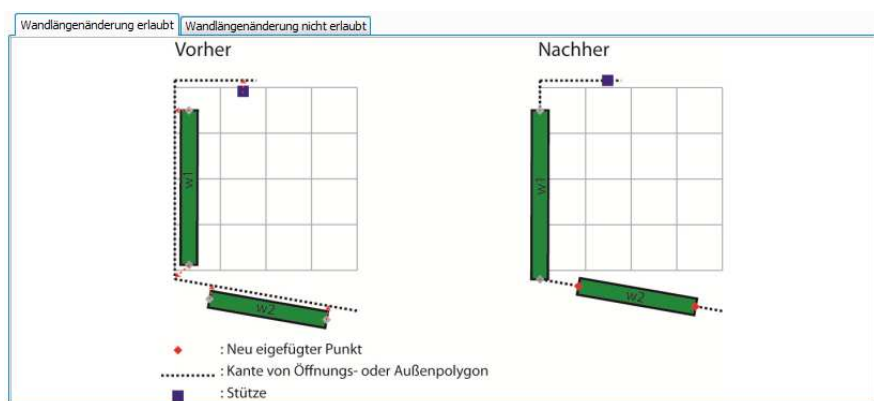 Wandlängenänderung erlaubt
Wandlängenänderung nicht erlaubt
Vorher
Nachher
w1
w1
w2
w2
: Neu eigefügter Punkt
: Kante von Öffnungs- oder Außenpolygon
: Stütze